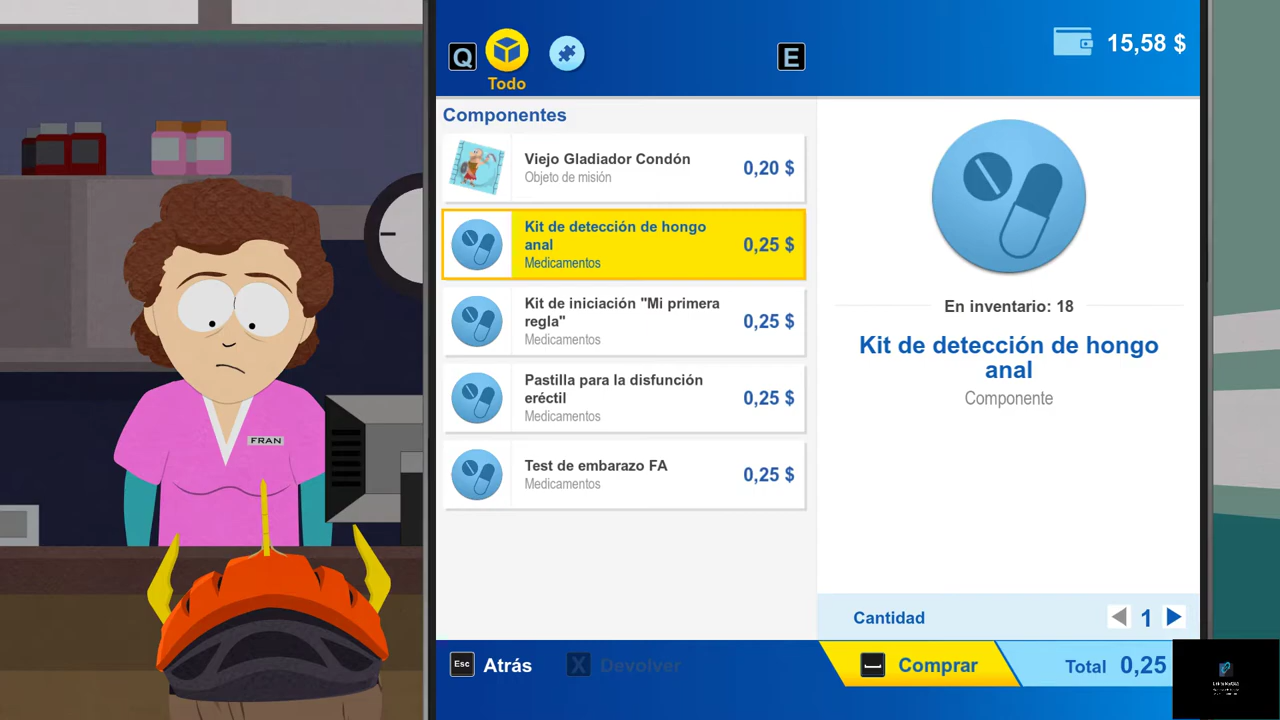 Q
E
15,58 $
Todo
Componentes
Viejo Gladiador Condón
Objeto de misión
0,20 $
Kit de detección de hongo
anal
Medicamentos
0,25 $
Kit de iniciación "Mi primera
regla"
Medicamentos
0,25 $
Pastilla para la disfunción
eréctil
Medicamentos
0,25 $
Test de embarazo FA
Medicamentos
0,25 $
En inventario: 18
Kit de detección de hongo
anal
Componente
FRAN
Cantidad
1
Esc Atrás
X Devolver
Comprar
Total 0,25